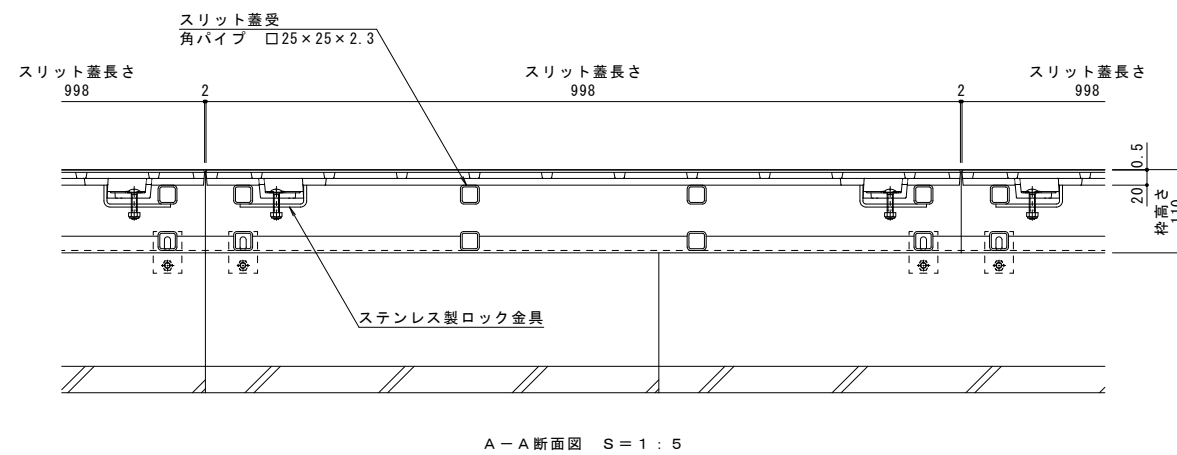 スリット蓋受
角パイプ □25×25×2.3
スリット蓋長さ
998
2
スリット蓋長さ
998
2
スリット蓋長さ
998
0.5
20
枠高さ
110
ステンレス製ロック金具
A-A断面図 S=1:5